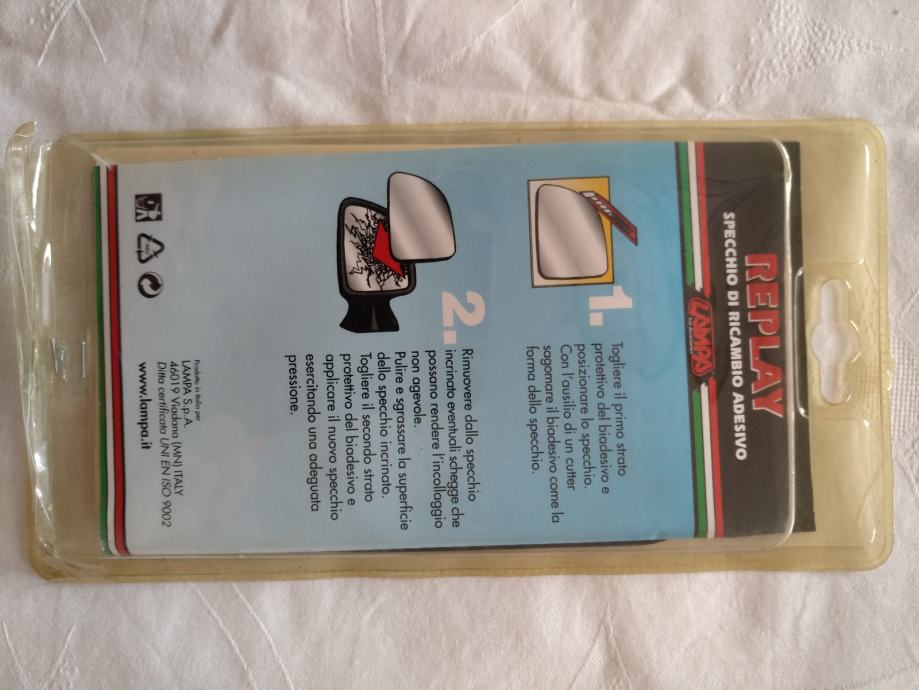 REPLAY
SPECCHIO DI RICAMBIO ADESIVO
LAMPA
1.
Togliere il primo strato
protettivo del biadesivo e
posizionare lo specchio.
Con l'ausilio di un cutter
sagomare il biadesivo come la
forma dello specchio.
2.
Rimuovere dallo specchio
incrinato eventuali schegge che
possano rendere l'incollaggio
non agevole.
Pulire e sgrassare la superficie
dello specchio incrinato.
Togliere il secondo strato
protettivo del biadesivo e
applicare il nuovo specchio
esercitando una adeguata
pressione.
Prodotto in Italia per
LAMPA S.p.A.
46019 Viadana (MN) ITALY
Ditta certificata UNI EN ISO 9002
www.lampa.it